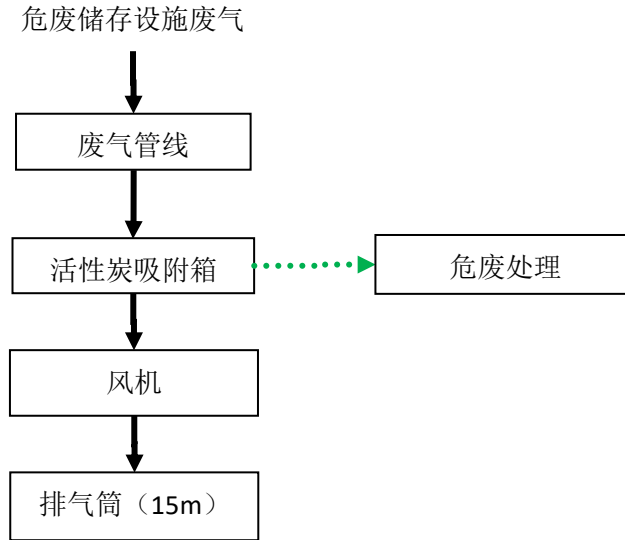 危废储存设施废气
废气管线
活性炭吸附箱
危废处理
风机
排气筒（15m）